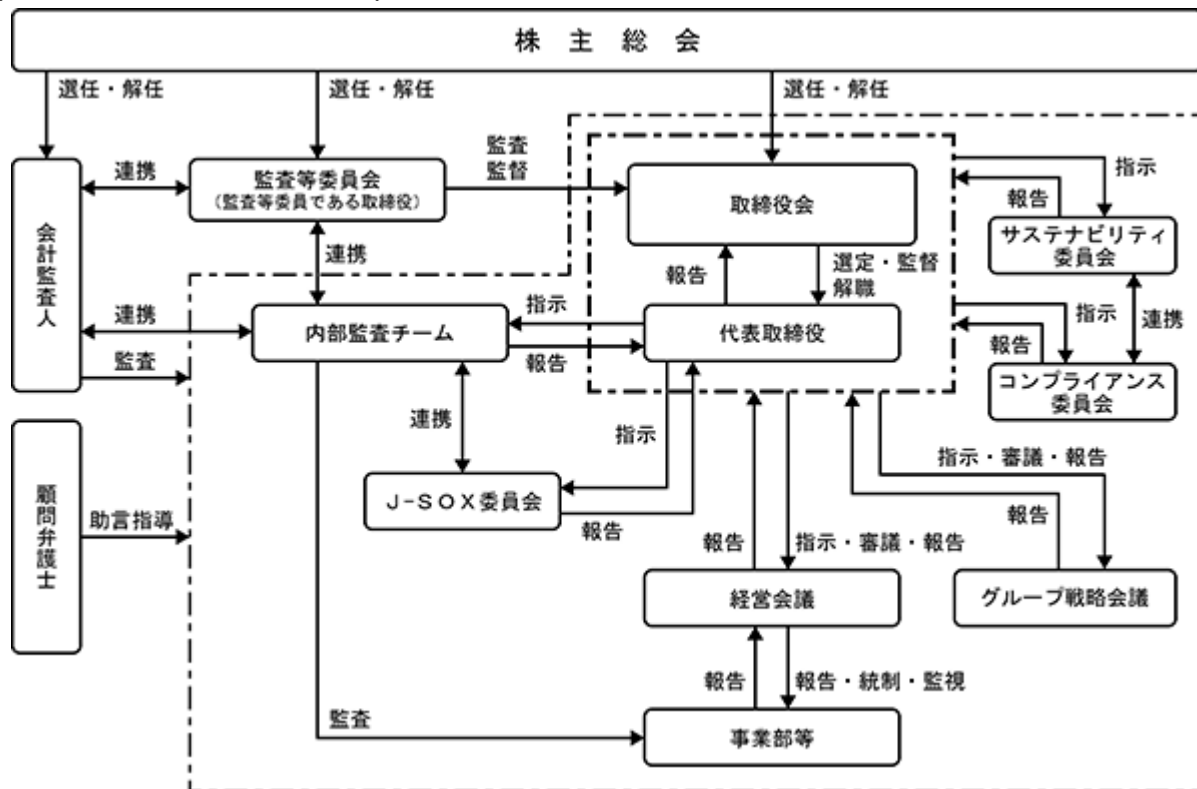 株主総会
選任・解任
選任・解任
選任・解任
監査
監督
連携
監査等委員会
(監査等委員である取締役)
取締役会
指示
報告
サステナビリティ
委員会
会計監査人
連携
報告
選定・監督
解職
連携
指示
内部監査チーム
指示
報告
代表取締役
指示
報告
連携
監査
コンプライアンス
委員会
連携
指示
顧問弁護士
助言指導
J-SOX委員会
報告
指示・審議・報告
報告
報告
指示・審議・報告
経営会議
グループ戦略会議
報告
報告・統制・監視
監査
事業部等